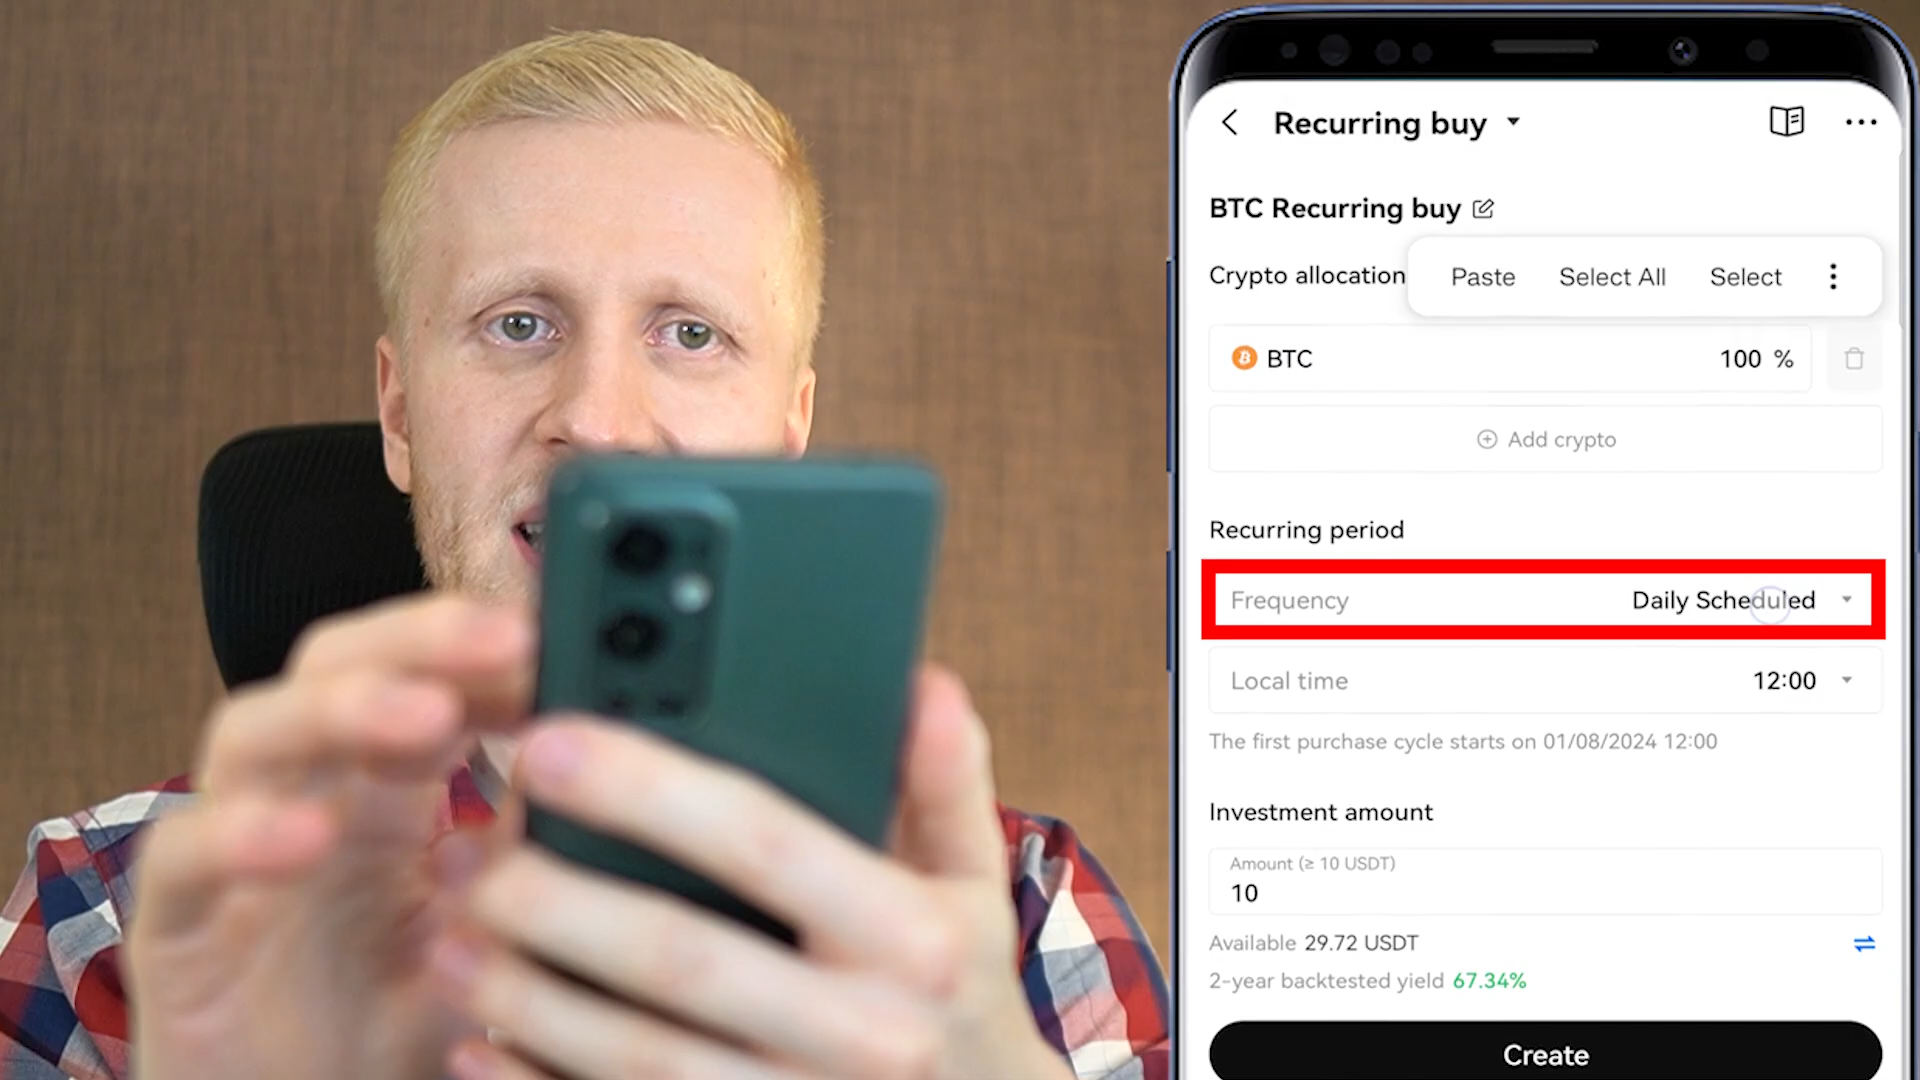 Recurring buy
BTC Recurring buy
Crypto allocation
Paste Select All Select
BTC 100 %
Add crypto
Recurring period
Frequency Daily Scheduled
Local time 12:00
The first purchase cycle starts on 01/08/2024 12:00
Investment amount
Amount (≥ 10 USDT)
10
Available 29.72 USDT
2-year backtested yield 67.34%
Create